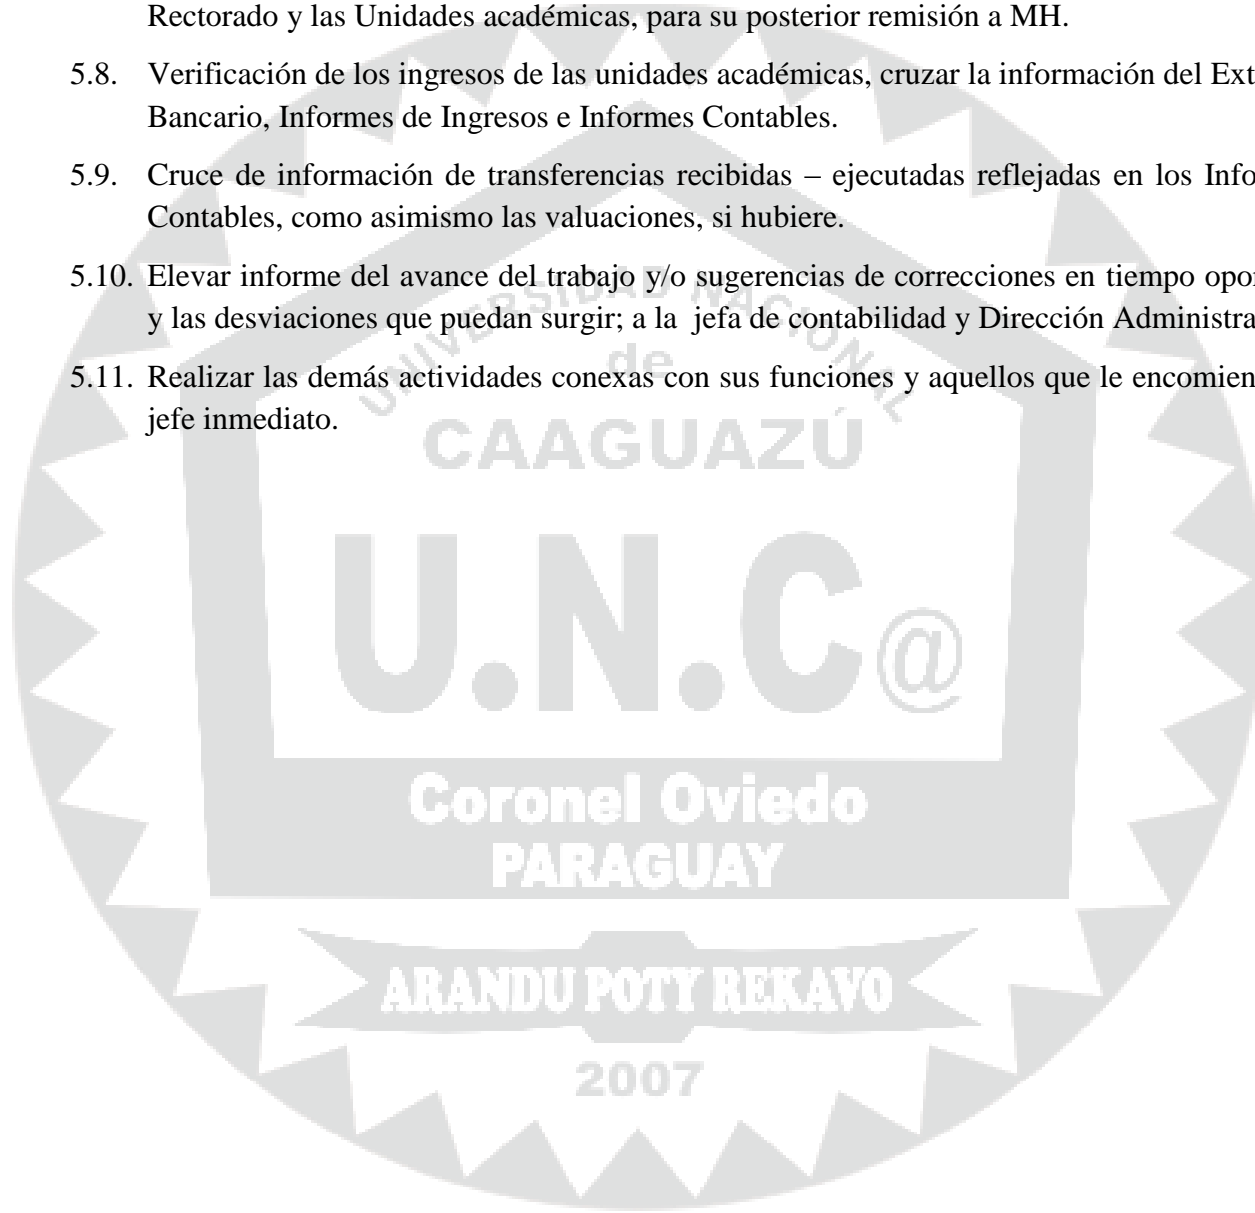 Rectorado y las Unidades académicas, para su posterior remisión a MH.
5.8. Verificación de los ingresos de las unidades académicas, cruzar la información del Ext
Bancario, Informes de Ingresos e Informes Contables.
5.9. Cruce de información de transferencias recibidas – ejecutadas reflejadas en los Info
Contables, como asimismo las valuaciones, si hubiere.
5.10. Elevar informe del avance del trabajo y/o sugerencias de correcciones en tiempo opo
y las desviaciones que puedan surgir; a la jefa de contabilidad y Dirección Administra
5.11. Realizar las demás actividades conexas con sus funciones y aquellos que le encomien
jefe inmediato.
UNIVERSIDAD NACIONAL
de
CAAGUAZÚ
U.N.C@
Coronel Oviedo
PARAGUAY
ARANDU POTY REKAVO
2007